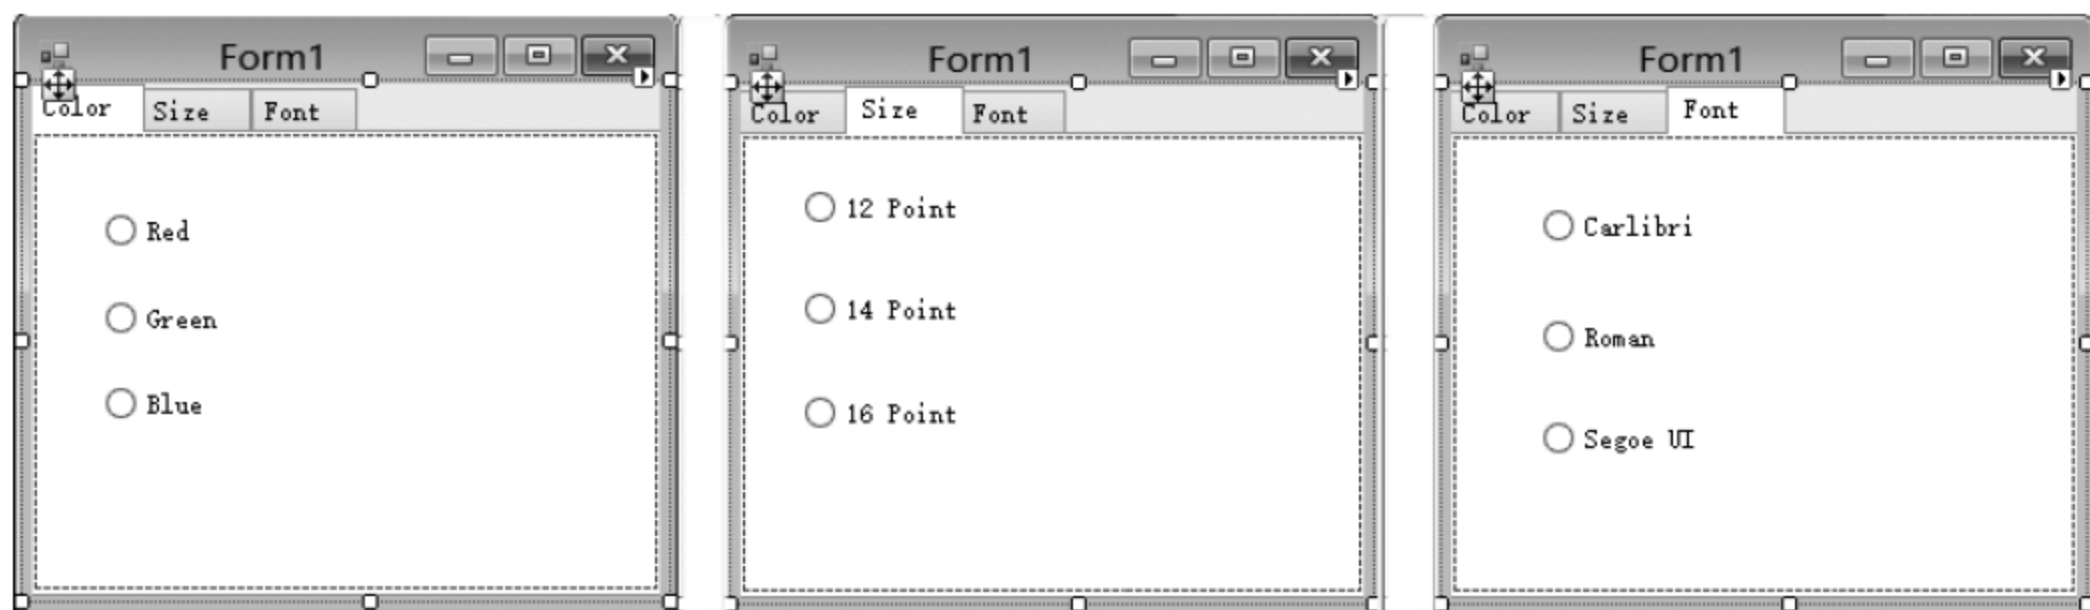 Form1
Color Size Font
Red
Green
Blue
Form1
Color Size Font
12 Point
14 Point
16 Point
Form1
Color Size Font
Carlibri
Roman
Segoe UI